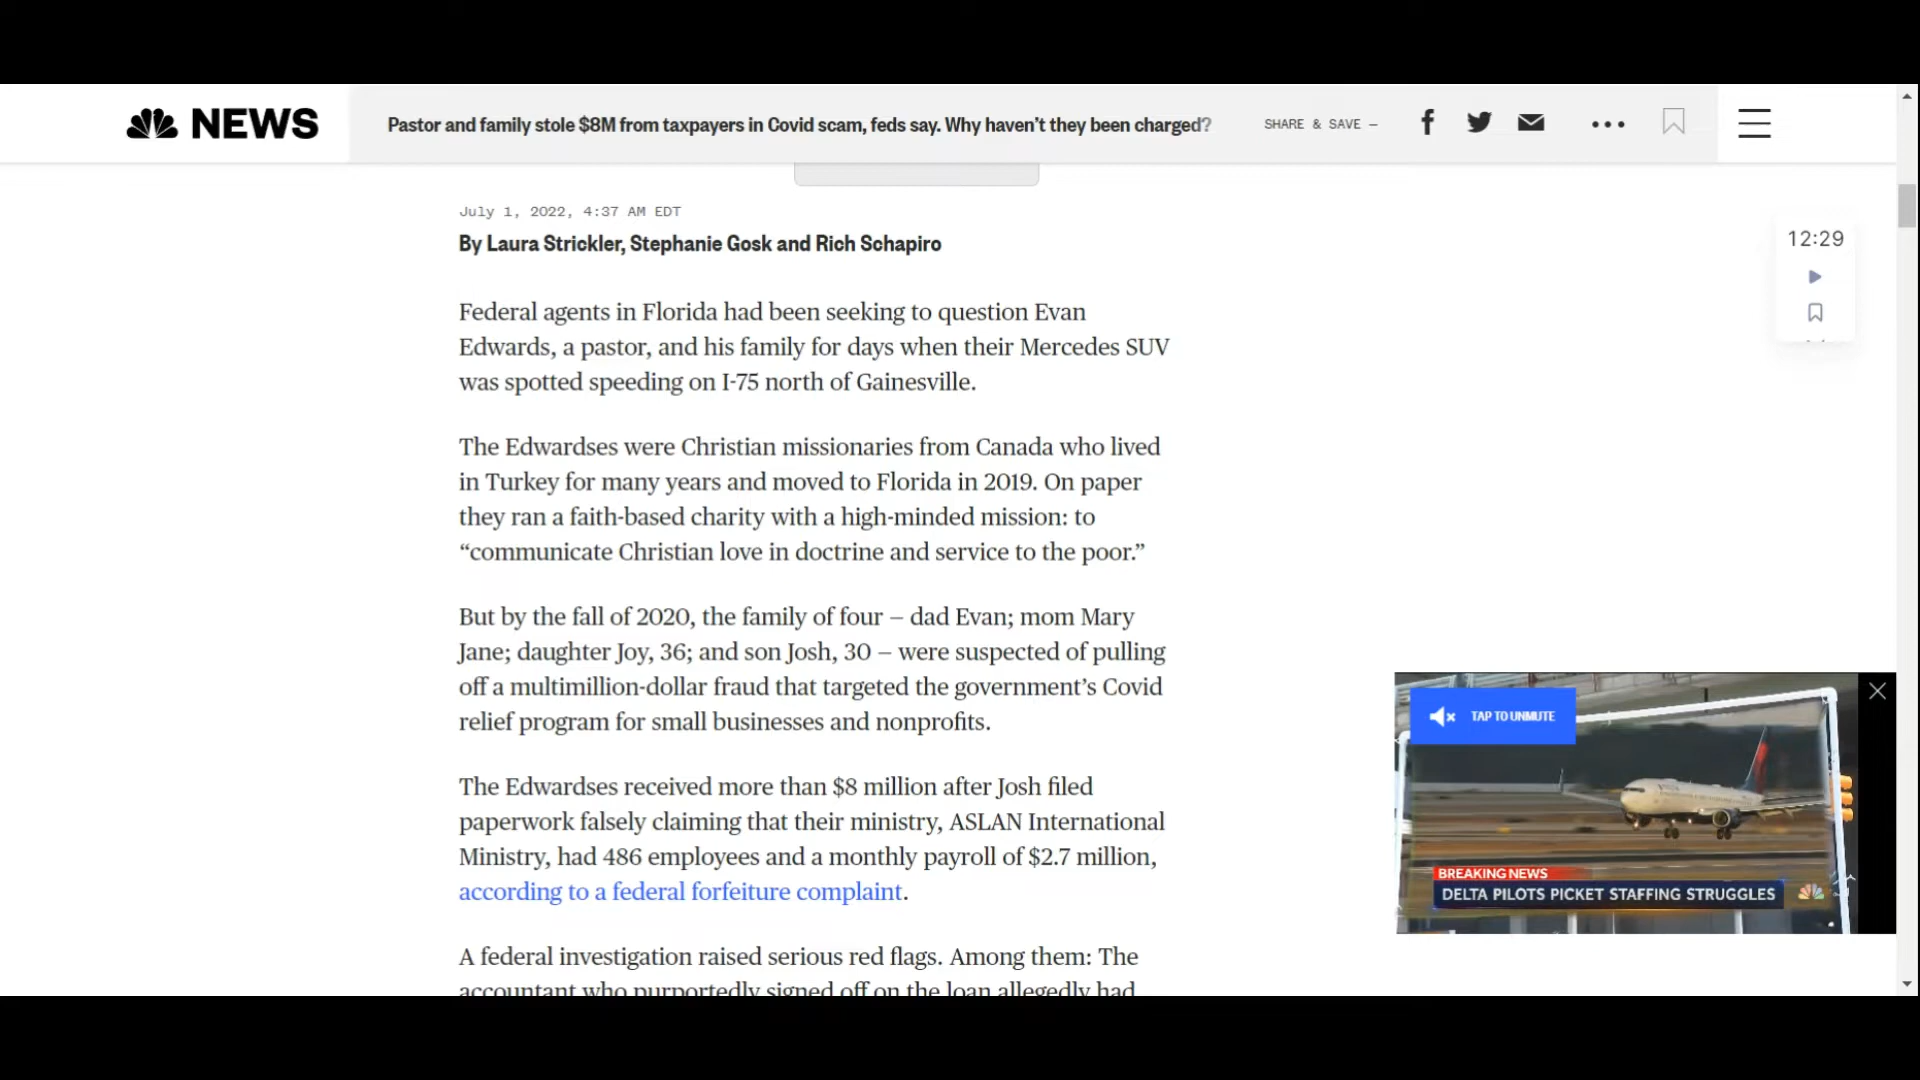 NEWS
Pastor and family stole $8M from taxpayers in Covid scam, feds say. Why haven't they been charged?
SHARE & SAVE —
July 1, 2022, 4:37 AM EDT
By Laura Strickler, Stephanie Gosk and Rich Schapiro
12:29
Federal agents in Florida had been seeking to question Evan
Edwards, a pastor, and his family for days when their Mercedes SUV
was spotted speeding on I-75 north of Gainesville.
The Edwardses were Christian missionaries from Canada who lived
in Turkey for many years and moved to Florida in 2019. On paper
they ran a faith-based charity with a high-minded mission: to
“communicate Christian love in doctrine and service to the poor.”
But by the fall of 2020, the family of four — dad Evan; mom Mary
Jane; daughter Joy, 36; and son Josh, 30 — were suspected of pulling
off a multimillion-dollar fraud that targeted the government’s Covid
relief program for small businesses and nonprofits.
The Edwardses received more than $8 million after Josh filed
paperwork falsely claiming that their ministry, ASLAN International
Ministry, had 486 employees and a monthly payroll of $2.7 million,
according to a federal forfeiture complaint.
A federal investigation raised serious red flags. Among them: The
accountant who purportedly signed off on the loan allegedly had
TAP TO UNMUTE
BREAKING NEWS
DELTA PILOTS PICKET STAFFING STRUGGLES